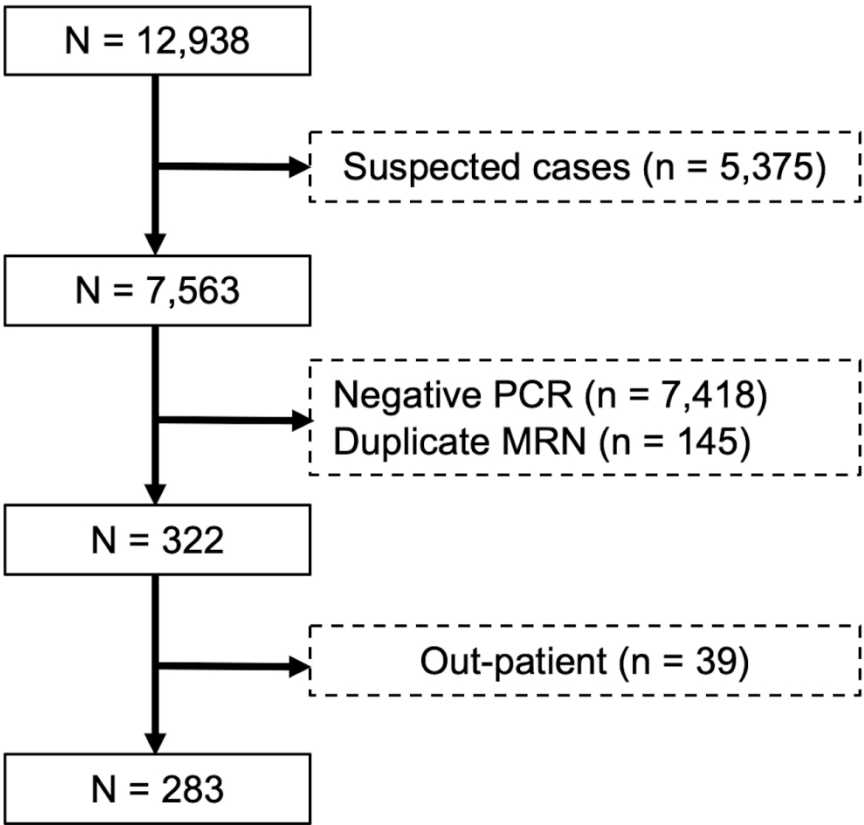 N = 12,938
Suspected cases (n = 5,375)
N = 7,563
Negative PCR (n = 7,418)
Duplicate MRN (n = 145)
N = 322
Out-patient (n = 39)
N = 283